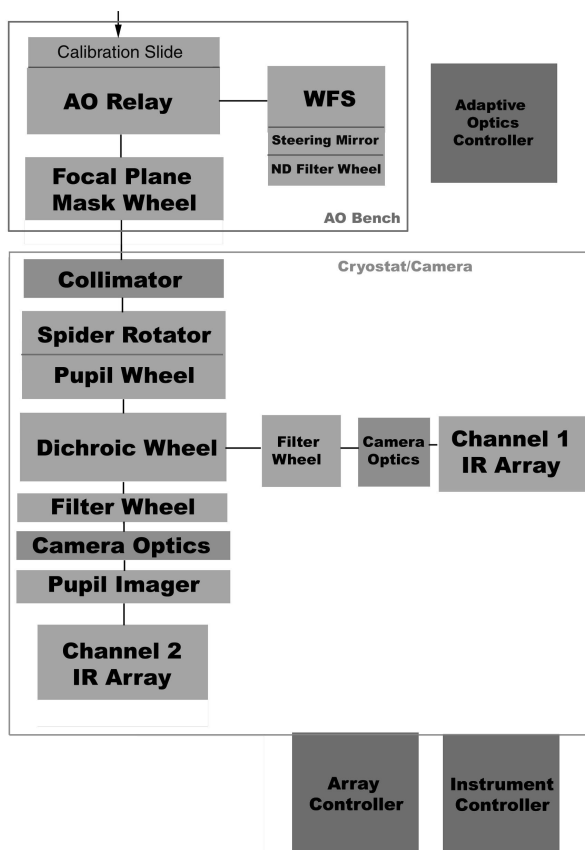 Calibration Slide
AO Relay
WFS
Steering Mirror
ND Filter Wheel
Adaptive
Optics
Controller
Focal Plane
Mask Wheel
AO Bench
Cryostat/Camera
Collimator
Spider Rotator
Pupil Wheel
Dichroic Wheel
Filter
Wheel
Camera
Optics
Channel 1
IR Array
Filter Wheel
Camera Optics
Pupil Imager
Channel 2
IR Array
Array
Controller
Instrument
Controller